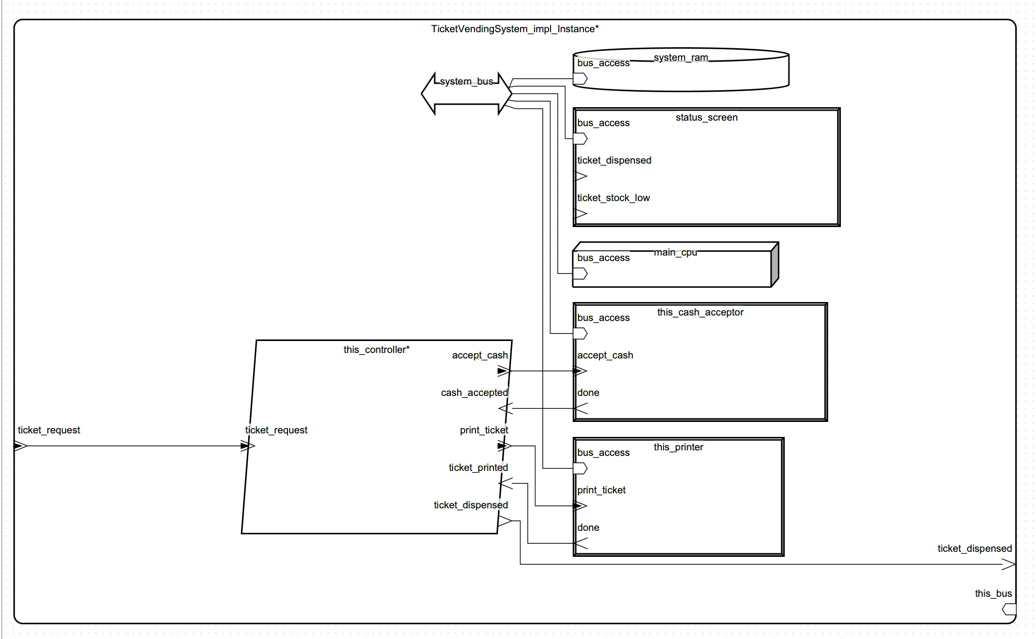 TicketVendingSystem_impl_Instance*
system_bus
system_ram
bus_access
status_screen
bus_access
ticket_dispensed
ticket_stock_low
main_cpu
bus_access
this_cash_acceptor
bus_access
accept_cash
done
this_controller*
accept_cash
cash_accepted
ticket_request
ticket_request
print_ticket
ticket_printed
ticket_dispensed
this_printer
bus_access
print_ticket
done
ticket_dispensed
this_bus